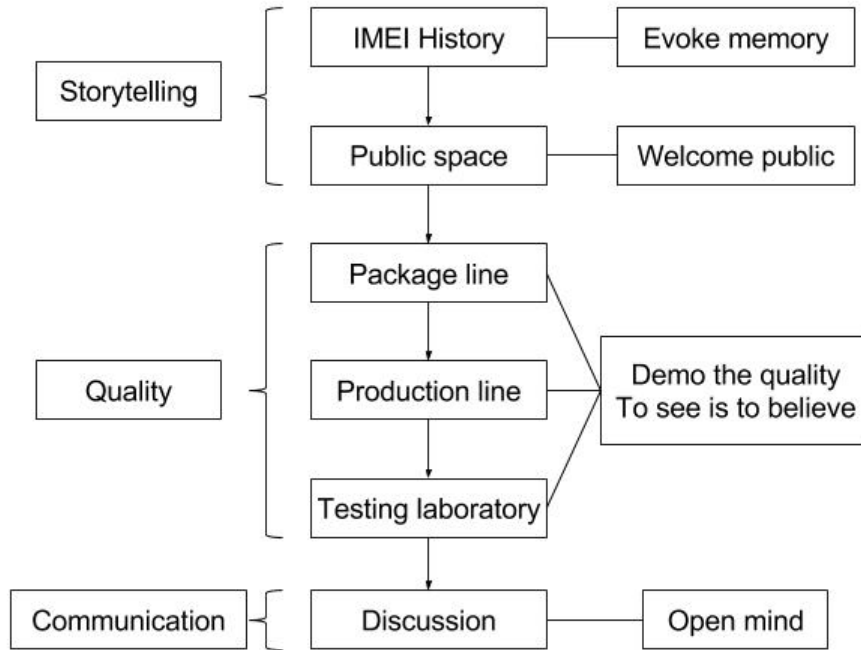 IMEI History
Evoke memory
Storytelling
Public space
Welcome public
Package line
Quality
Production line
Demo the quality
To see is to believe
Testing laboratory
Communication
Discussion
Open mind